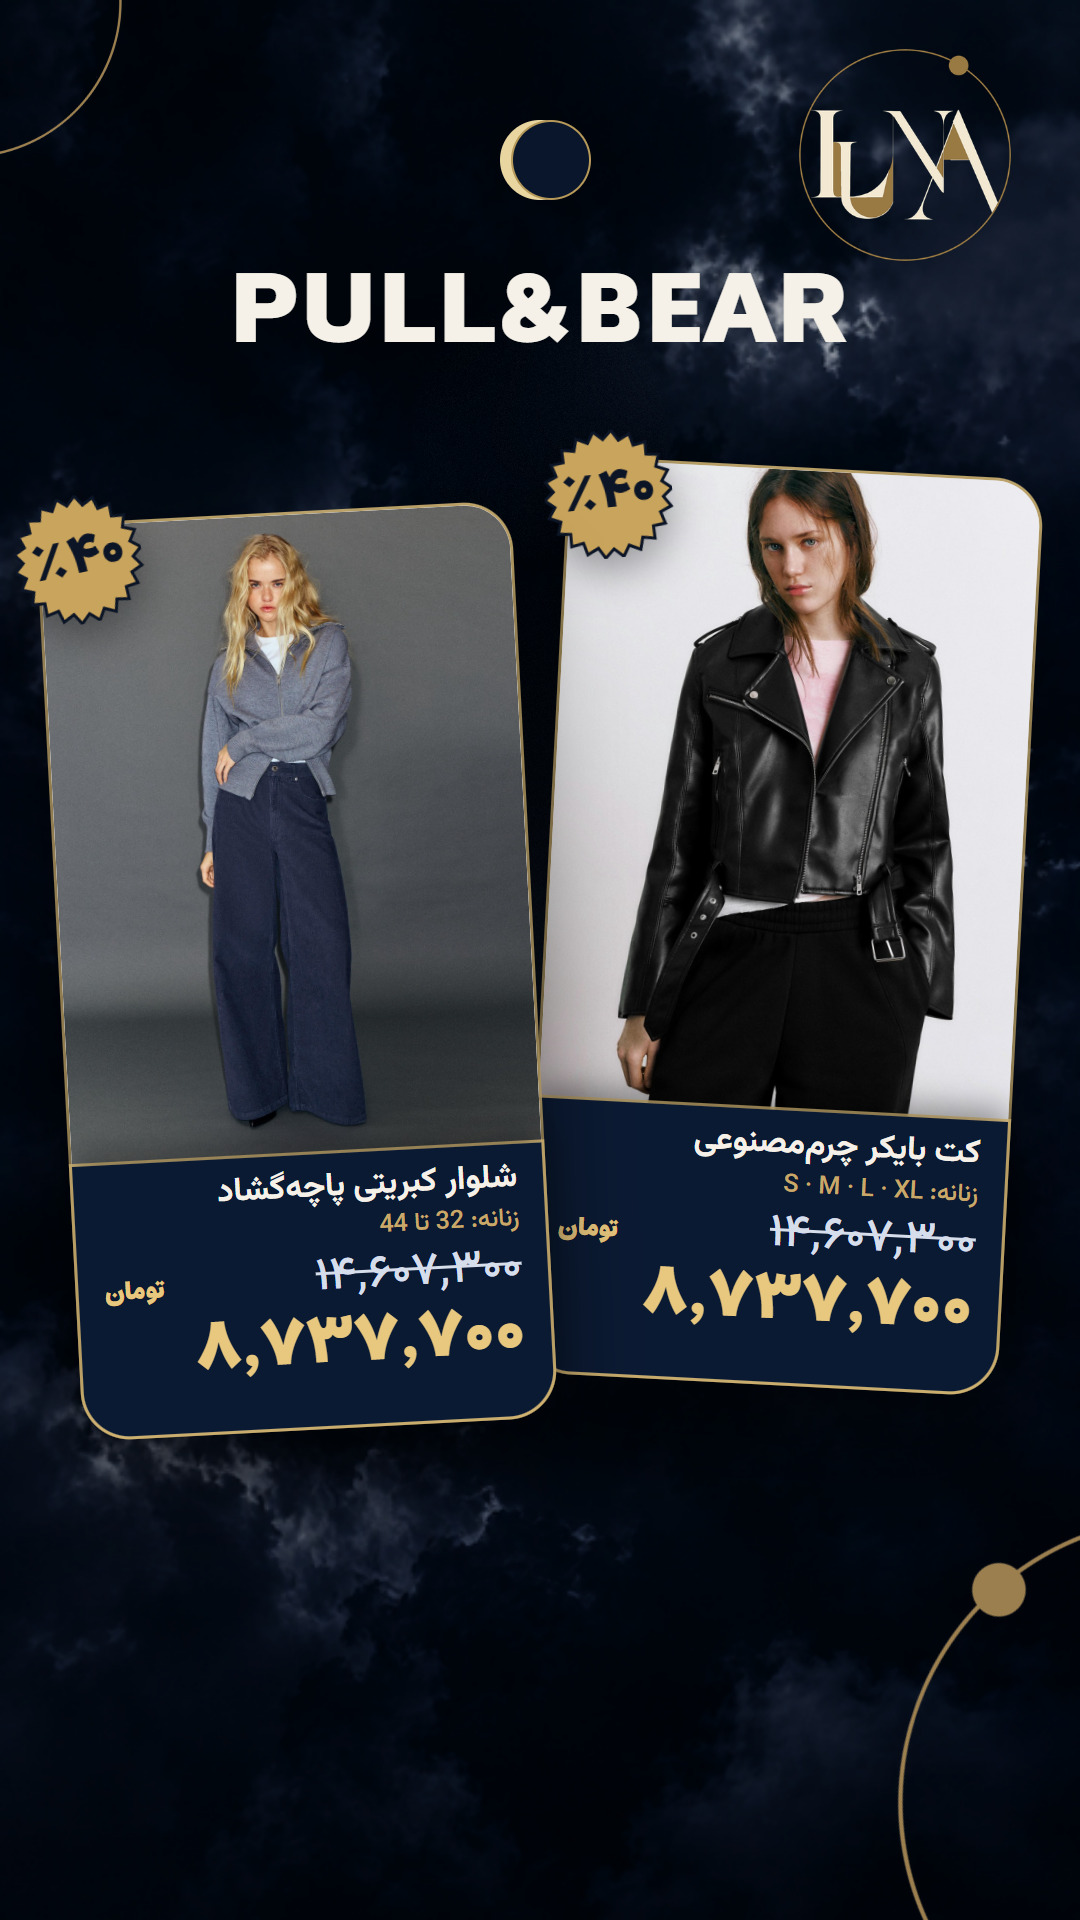 LUNA
PULL&BEAR
٪۴۰
کت بایکر چرم‌مصنوعی
زنانه: S · M · L · XL
۱۴,۶۰۷,۳۰۰
تومان
۸,۷۳۷,۷۰۰
٪۴۰
شلوار کبریتی پاچه‌گشاد
زنانه: 32 تا 44
۱۴,۶۰۷,۳۰۰
تومان
۸,۷۳۷,۷۰۰